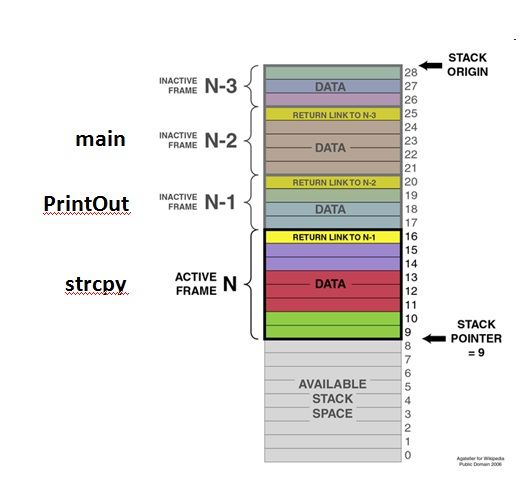 STACK
ORIGIN
28
27
26
INACTIVE
FRAME
N-3
DATA
25
24
23
22
21
main
INACTIVE
FRAME
N-2
RETURN LINK TO N-3
DATA
20
19
18
17
PrintOut
INACTIVE
FRAME
N-1
RETURN LINK TO N-2
DATA
16
15
14
13
12
11
10
9
strcpy
ACTIVE
FRAME
N
RETURN LINK TO N-1
DATA
STACK
POINTER
= 9
8
7
6
5
4
3
2
1
0
AVAILABLE
STACK
SPACE
Agateller for Wikipedia
Public Domain 2006